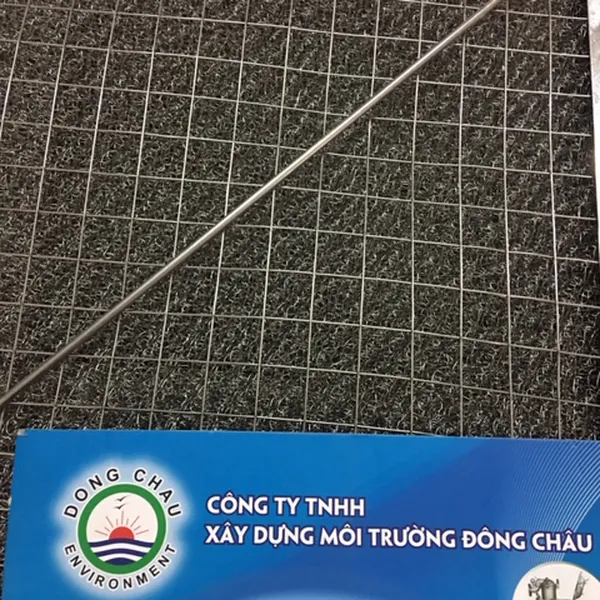 DONG CHAU
ENVIRONMENT
CÔNG TY TNHH
XÂY DỰNG MÔI TRƯỜNG ĐÔNG CHÂU